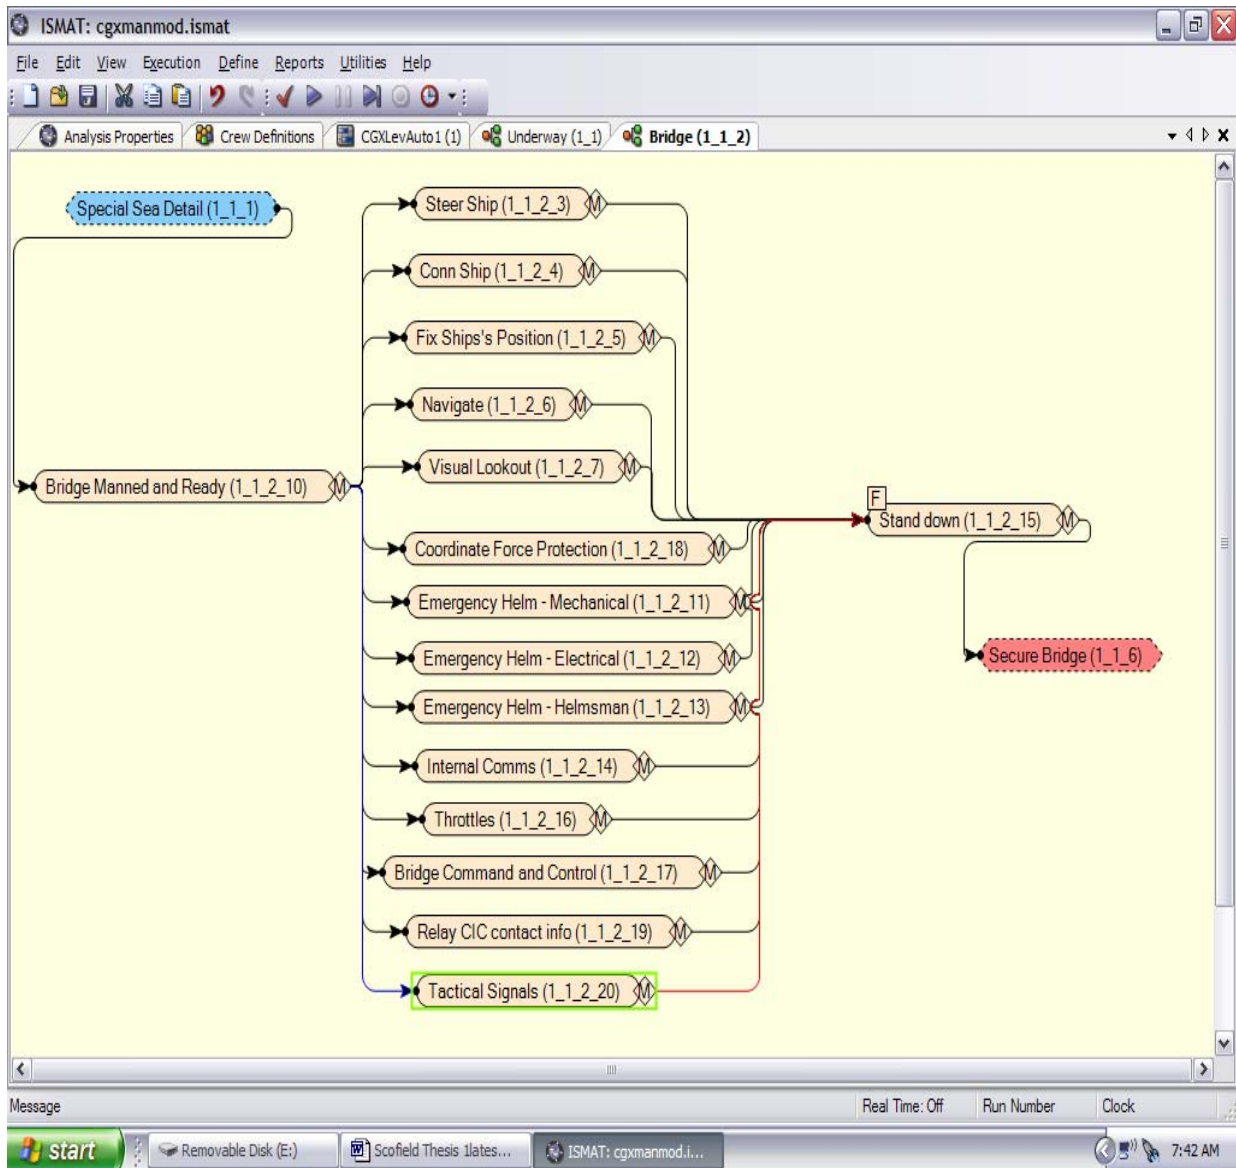 ISMAT: cgxmanmod.ismat
File Edit View Execution Define Reports Utilities Help
Analysis Properties Crew Definitions CGXLevAuto1 (1) Underway (1_1) Bridge (1_1_2)
Special Sea Detail (1_1_1)
Steer Ship (1_1_2_3) M
Conn Ship (1_1_2_4) M
Fix Ships's Position (1_1_2_5) M
Navigate (1_1_2_6) M
Visual Lookout (1_1_2_7) M
Bridge Manned and Ready (1_1_2_10) M
F
Stand down (1_1_2_15) M
Coordinate Force Protection (1_1_2_18) M
Emergency Helm - Mechanical (1_1_2_11) M
Emergency Helm - Electrical (1_1_2_12) M
Secure Bridge (1_1_6)
Emergency Helm - Helmsman (1_1_2_13) M
Internal Comms (1_1_2_14) M
Throttles (1_1_2_16) M
Bridge Command and Control (1_1_2_17) M
Relay CIC contact info (1_1_2_19) M
Tactical Signals (1_1_2_20) M
Message Real Time: Off Run Number Clock
start Removable Disk (E:) Scofield Thesis 1lates... ISMAT: cgxmanmod.i... 7:42 AM